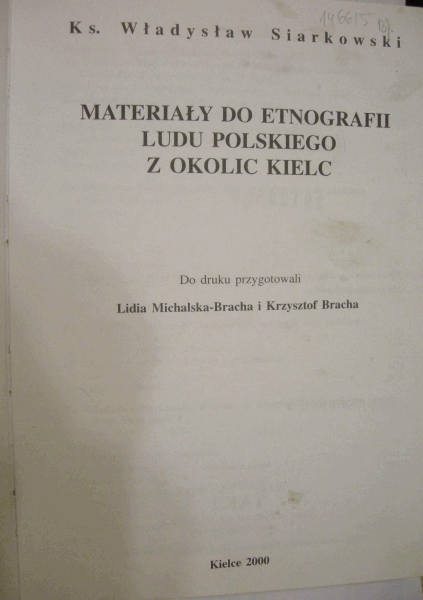 146615
Ks. Władysław Siarkowski
MATERIAŁY DO ETNOGRAFII
LUDU POLSKIEGO
Z OKOLIC KIELC
Do druku przygotowali
Lidia Michalska-Bracha i Krzysztof Bracha
Kielce 2000